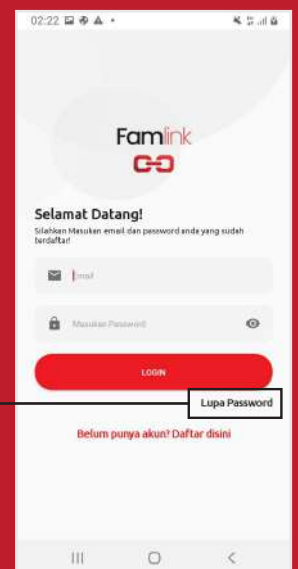 02:22
Famlink
Selamat Datang!
Silahkan Masukan email dan password anda yang sudah
terdaftar!
Email
Masukan Password
LOGIN
Lupa Password
Belum punya akun? Daftar disini